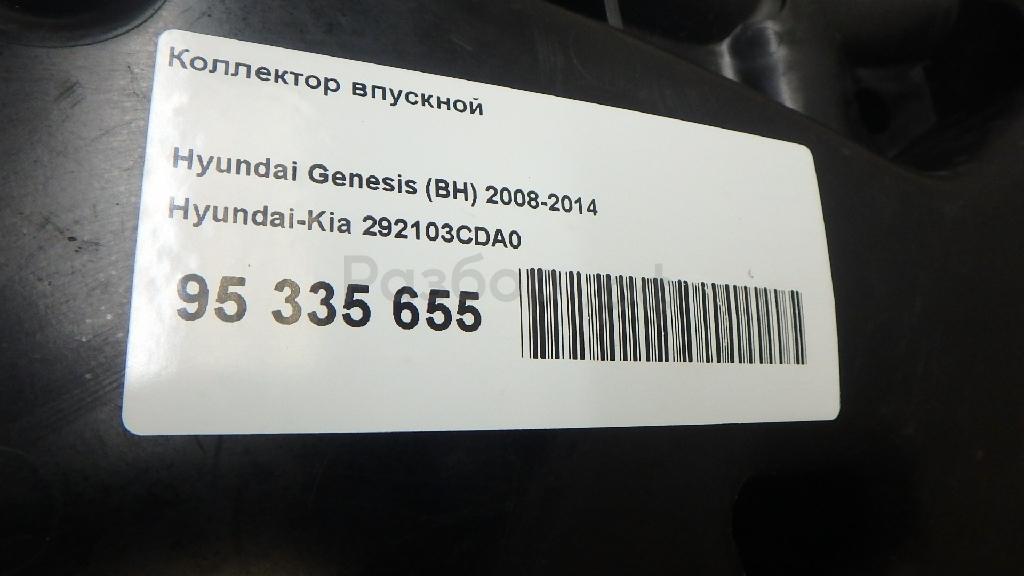 Коллектор впускной
Hyundai Genesis (BH) 2008-2014
Hyundai-Kia 292103CDA0
95 335 655